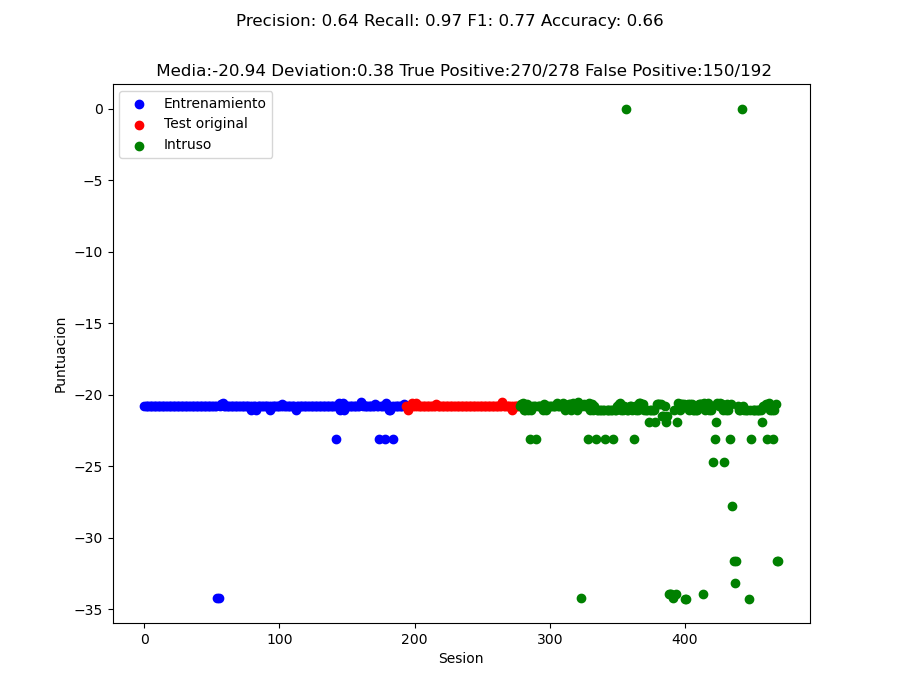 Precision: 0.64 Recall: 0.97 F1: 0.77 Accuracy: 0.66
Media:-20.94 Deviation:0.38 True Positive:270/278 False Positive:150/192
Entrenamiento
Test original
Intruso
0
−5
−10
−15
−20
−25
−30
−35
Puntuacion
0
100
200
300
400
Sesion